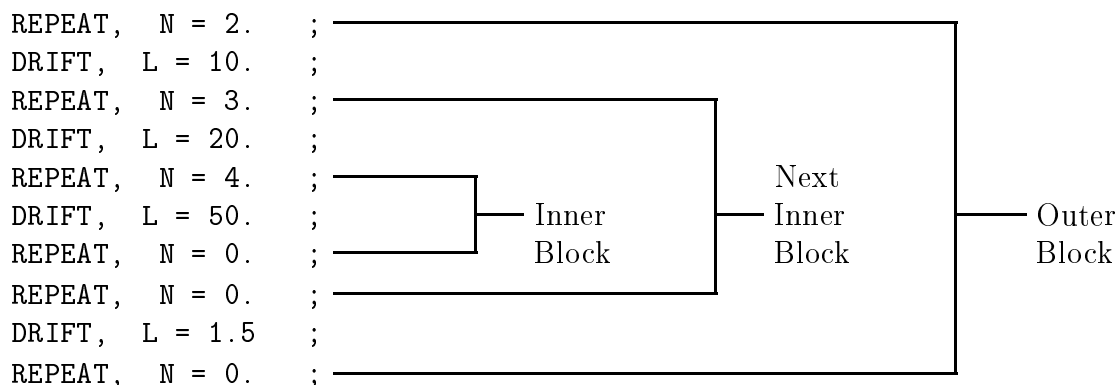 REPEAT, N = 2. ;
DRIFT, L = 10. ;
REPEAT, N = 3. ;
DRIFT, L = 20. ;
REPEAT, N = 4. ;
DRIFT, L = 50. ;
REPEAT, N = 0. ;
REPEAT, N = 0. ;
DRIFT, L = 1.5 ;
REPEAT, N = 0. ;
Inner
Block
Next
Inner
Block
Outer
Block